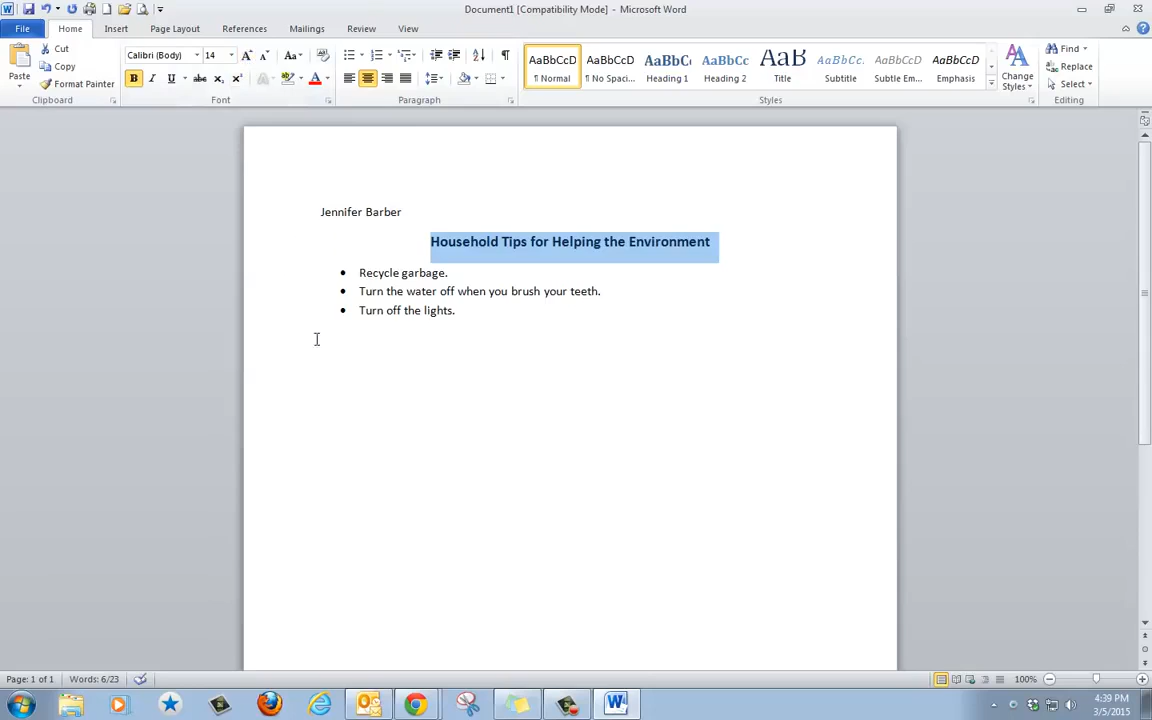 Document1 [Compatibility Mode] - Microsoft Word
File Home Insert Page Layout References Mailings Review View
Paste
Cut
Copy
Format Painter
Clipboard
Calibri (Body) 14
Font
Paragraph
AaBbCcD AaBbCcD AaBbC AaBbCc AaB AaBbCc. AaBbCcD AaBbCcD
¶ Normal ¶ No Spaci... Heading 1 Heading 2 Title Subtitle Subtle Em... Emphasis
Styles
Change Styles
Find
Replace
Select
Editing
Jennifer Barber
Household Tips for Helping the Environment
• Recycle garbage.
• Turn the water off when you brush your teeth.
• Turn off the lights.
Page: 1 of 1 Words: 6/23 100%
4:39 PM
3/5/2015